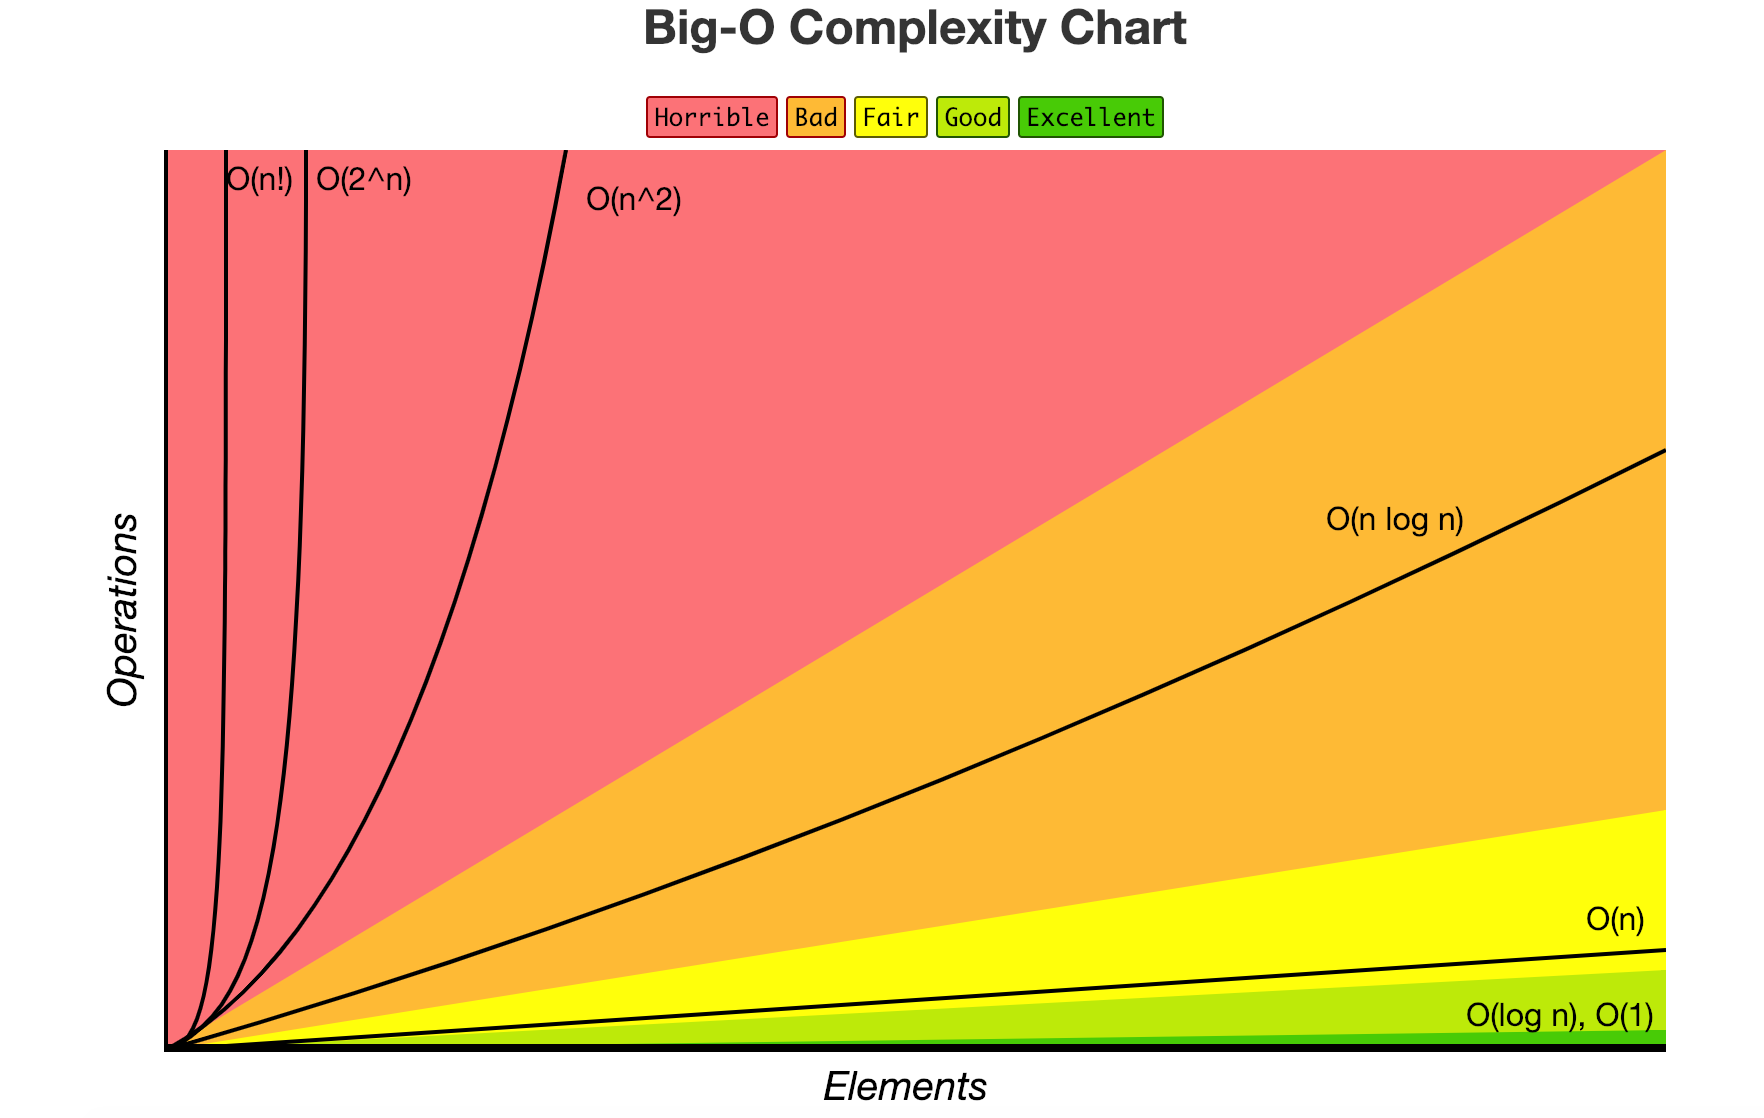 Big-O Complexity Chart
Horrible Bad Fair Good Excellent
O(n!) O(2^n)
O(n^2)
O(n log n)
O(n)
O(log n), O(1)
Operations
Elements